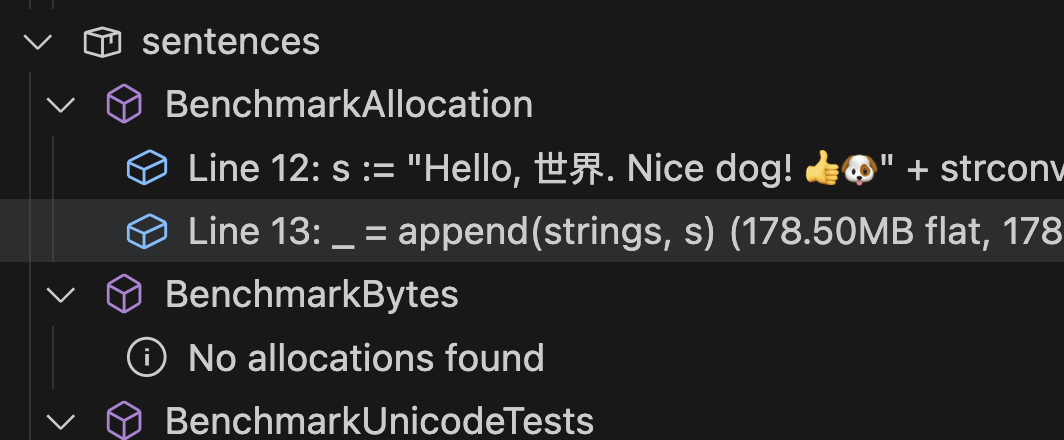 sentences
BenchmarkAllocation
Line 12: s := "Hello, 世界. Nice dog! 👍🐶" + strconv
Line 13: _ = append(strings, s) (178.50MB flat, 178
BenchmarkBytes
No allocations found
BenchmarkUnicodeTests